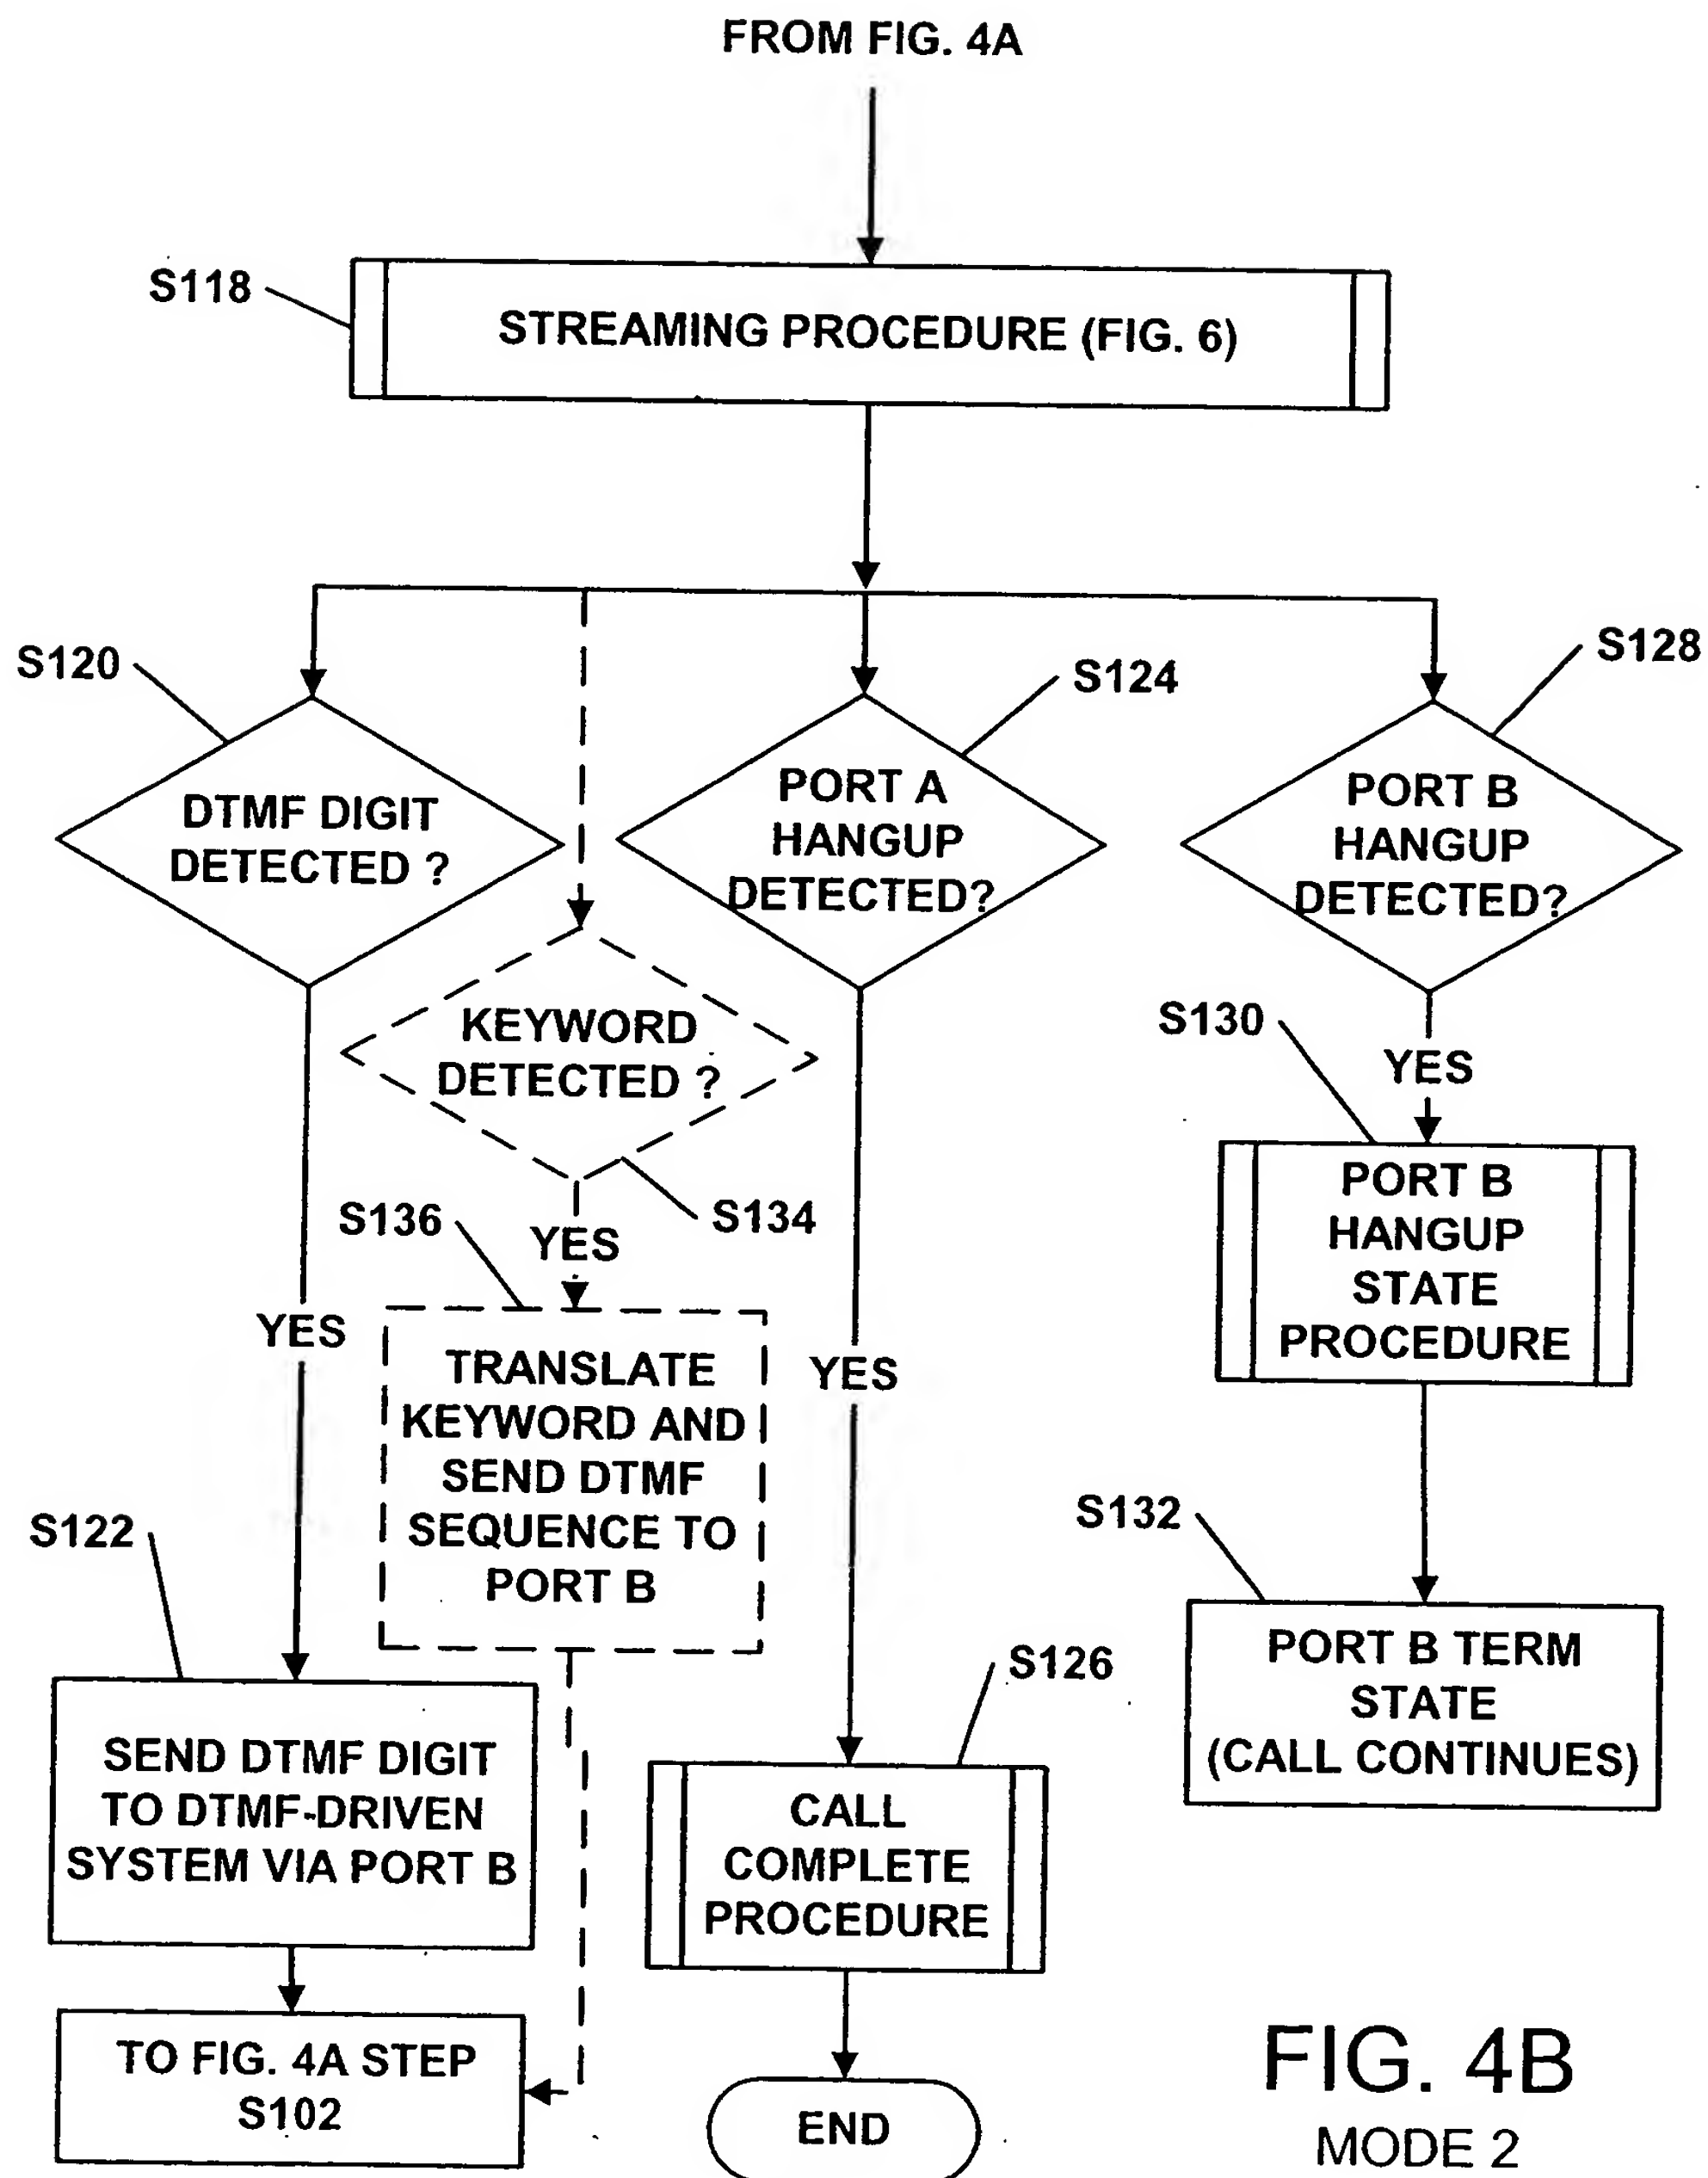 FROM FIG. 4A
S118
STREAMING PROCEDURE (FIG. 6)
S120
DTMF DIGIT
DETECTED ?
S124
PORT A
HANGUP
DETECTED?
S128
PORT B
HANGUP
DETECTED?
KEYWORD
DETECTED ?
S134
YES
S130
YES
PORT B
HANGUP
STATE
PROCEDURE
S136
YES
TRANSLATE
KEYWORD AND
SEND DTMF
SEQUENCE TO
PORT B
YES
S132
PORT B TERM
STATE
(CALL CONTINUES)
S122
SEND DTMF DIGIT
TO DTMF-DRIVEN
SYSTEM VIA PORT B
S126
CALL
COMPLETE
PROCEDURE
TO FIG. 4A STEP
S102
END
FIG. 4B
MODE 2